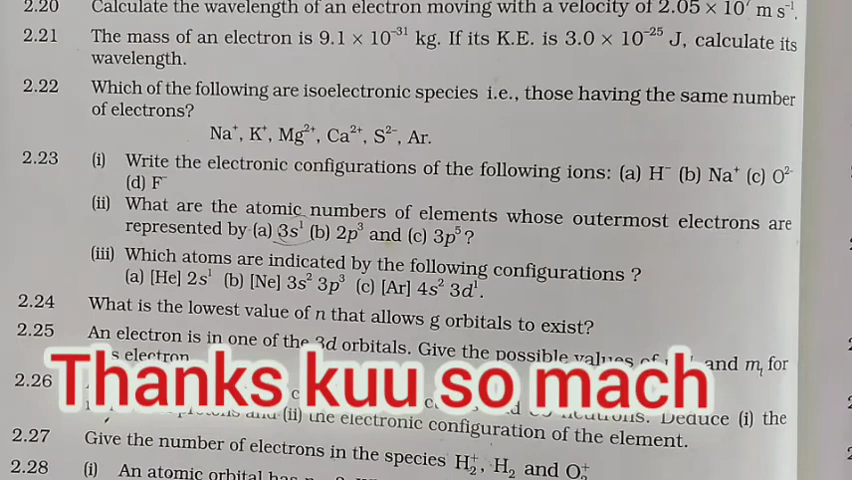 2.20 Calculate the wavelength of an electron moving with a velocity of 2.05 × 10⁷ m s⁻¹.
2.21 The mass of an electron is 9.1 × 10⁻³¹ kg. If its K.E. is 3.0 × 10⁻²⁵ J, calculate its
wavelength.
2.22 Which of the following are isoelectronic species i.e., those having the same number
of electrons?
Na⁺, K⁺, Mg²⁺, Ca²⁺, S²⁻, Ar.
2.23 (i) Write the electronic configurations of the following ions: (a) H⁻ (b) Na⁺ (c) O²⁻
(d) F⁻
(ii) What are the atomic numbers of elements whose outermost electrons are
represented by (a) 3s¹ (b) 2p³ and (c) 3p⁵?
(iii) Which atoms are indicated by the following configurations ?
(a) [He] 2s¹ (b) [Ne] 3s² 3p³ (c) [Ar] 4s² 3d¹.
2.24 What is the lowest value of n that allows g orbitals to exist?
2.25 An electron is in one of the 3d orbitals. Give the possible values of and mₗ for
electron
Thanks kuu so mach
2.26 neutrons. Deduce (i) the
and (ii) the electronic configuration of the element.
2.27 Give the number of electrons in the species H₂⁺, H₂ and O₂⁺
2.28 (i) An atomic orbital has